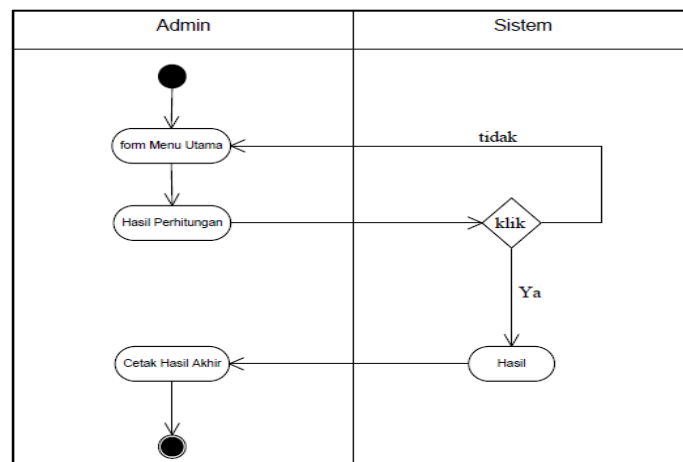 Admin
Sistem
tidak
form Menu Utama
Hasil Perhitungan
klik
Ya
Cetak Hasil Akhir
Hasil